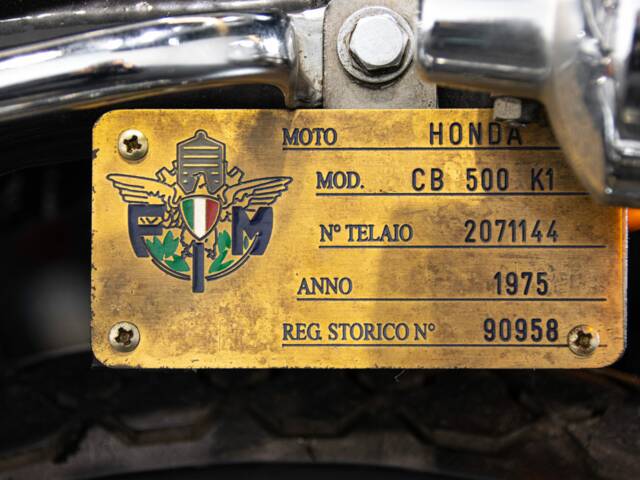 MOTO HONDA
MOD. CB 500 K1
N° TELAIO 2071144
ANNO 1975
REG. STORICO N° 90958
F I M